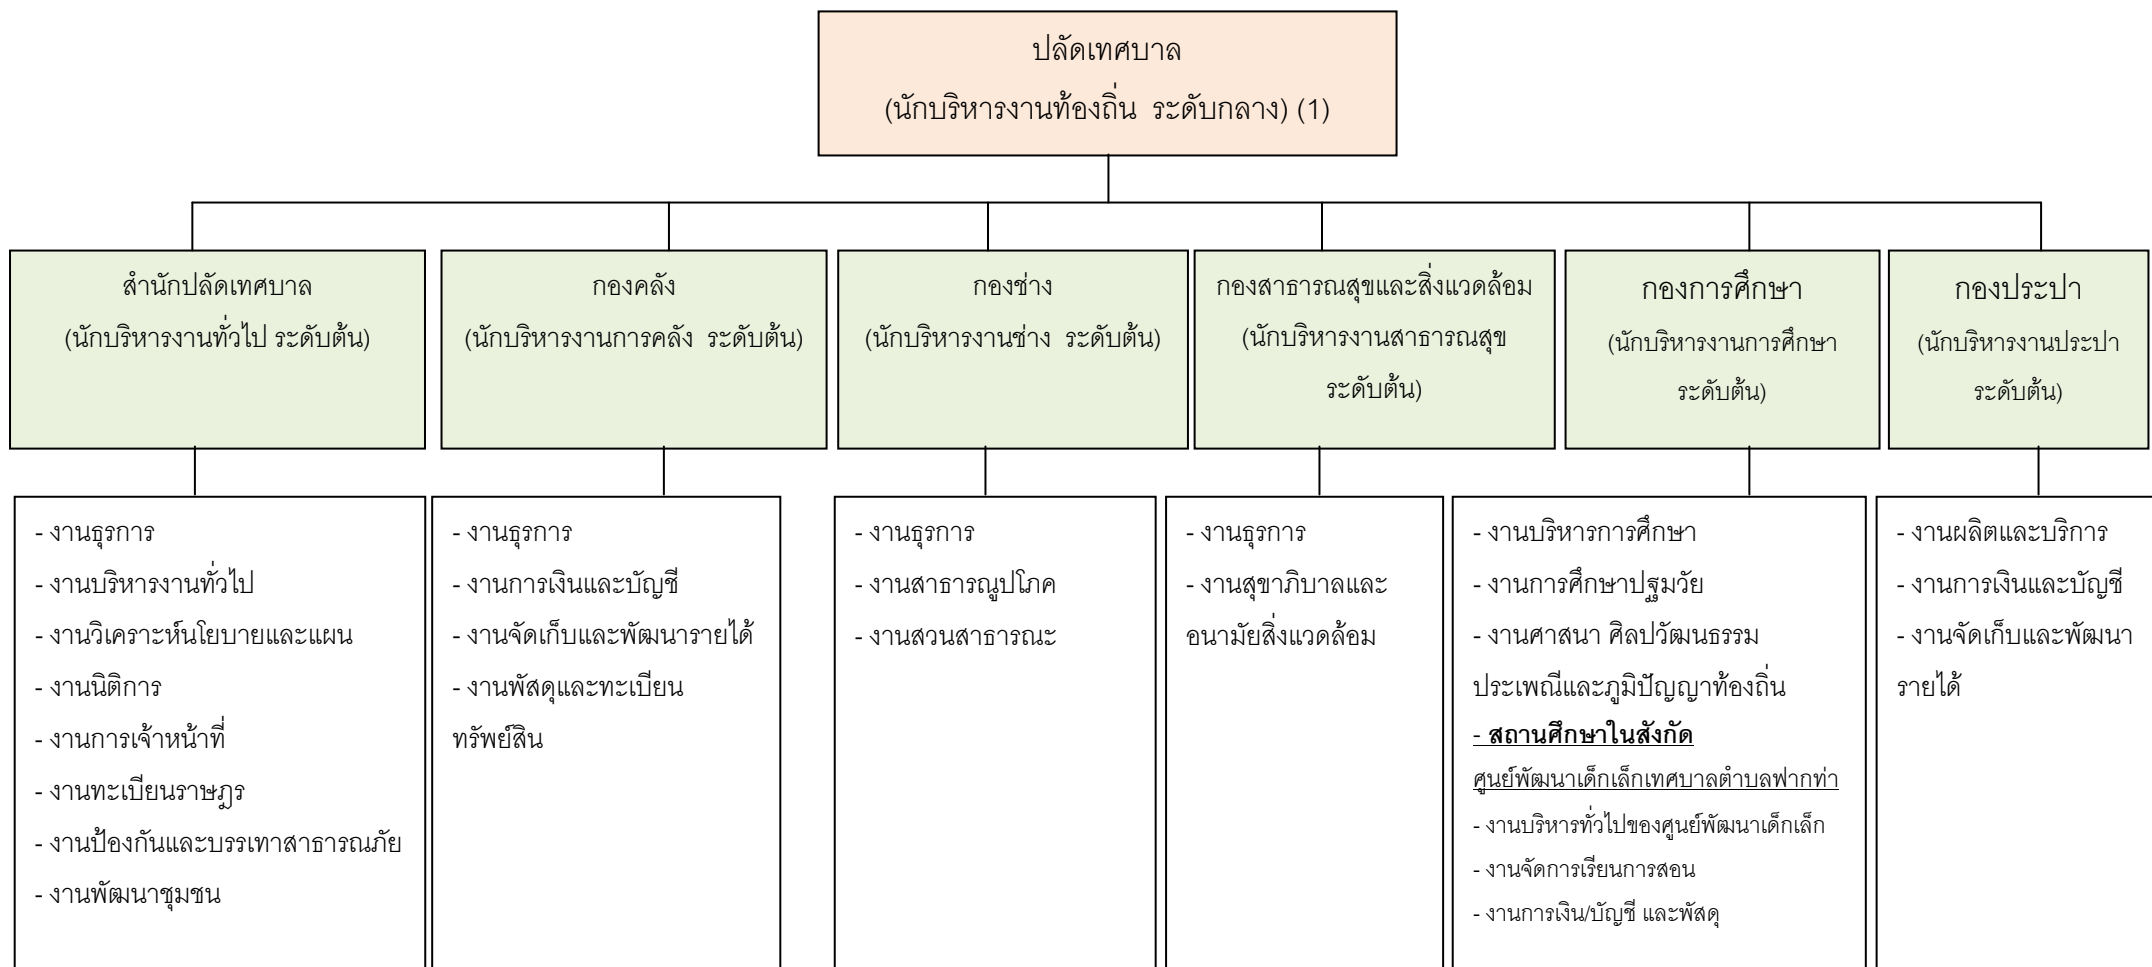 ปลัดเทศบาล
(นักบริหารงานท้องถิ่น ระดับกลาง) (1)
สำนักปลัดเทศบาล
(นักบริหารงานทั่วไป ระดับต้น)
กองคลัง
(นักบริหารงานการคลัง ระดับต้น)
กองช่าง
(นักบริหารงานช่าง ระดับต้น)
กองสาธารณสุขและสิ่งแวดล้อม
(นักบริหารงานสาธารณสุข
ระดับต้น)
กองการศึกษา
(นักบริหารงานการศึกษา
ระดับต้น)
กองประปา
(นักบริหารงานประปา
ระดับต้น)
- งานธุรการ
- งานบริหารงานทั่วไป
- งานวิเคราะห์นโยบายและแผน
- งานนิติการ
- งานการเจ้าหน้าที่
- งานทะเบียนราษฎร
- งานป้องกันและบรรเทาสาธารณภัย
- งานพัฒนาชุมชน
- งานธุรการ
- งานการเงินและบัญชี
- งานจัดเก็บและพัฒนารายได้
- งานพัสดุและทะเบียน
ทรัพย์สิน
- งานธุรการ
- งานสาธารณูปโภค
- งานสวนสาธารณะ
- งานธุรการ
- งานสุขาภิบาลและ
อนามัยสิ่งแวดล้อม
- งานบริหารการศึกษา
- งานการศึกษาปฐมวัย
- งานศาสนา ศิลปวัฒนธรรม
ประเพณีและภูมิปัญญาท้องถิ่น
- สถานศึกษาในสังกัด
ศูนย์พัฒนาเด็กเล็กเทศบาลตำบลฟากท่า
- งานบริหารทั่วไปของศูนย์พัฒนาเด็กเล็ก
- งานจัดการเรียนการสอน
- งานการเงิน/บัญชี และพัสดุ
- งานผลิตและบริการ
- งานการเงินและบัญชี
- งานจัดเก็บและพัฒนา
รายได้